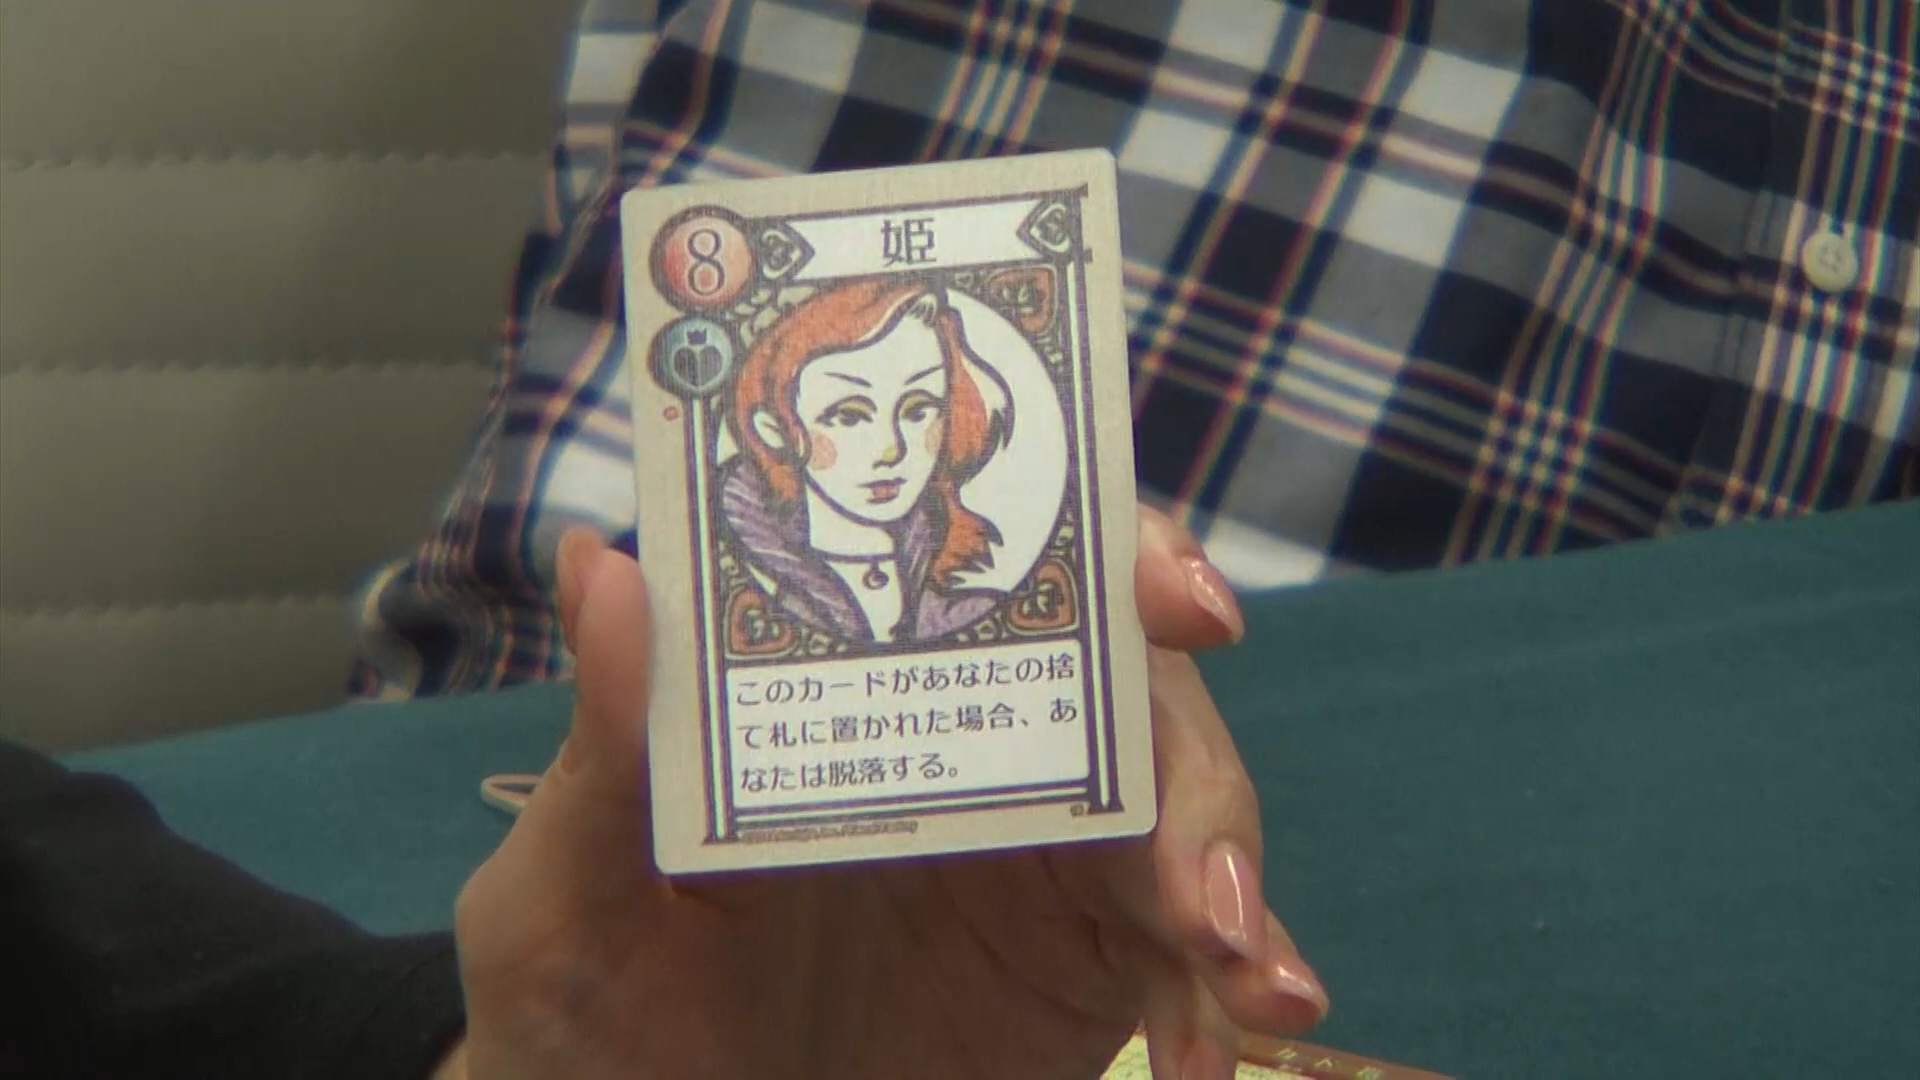 8
姫
このカードがあなたの捨
て札に置かれた場合、あ
なたは脱落する。